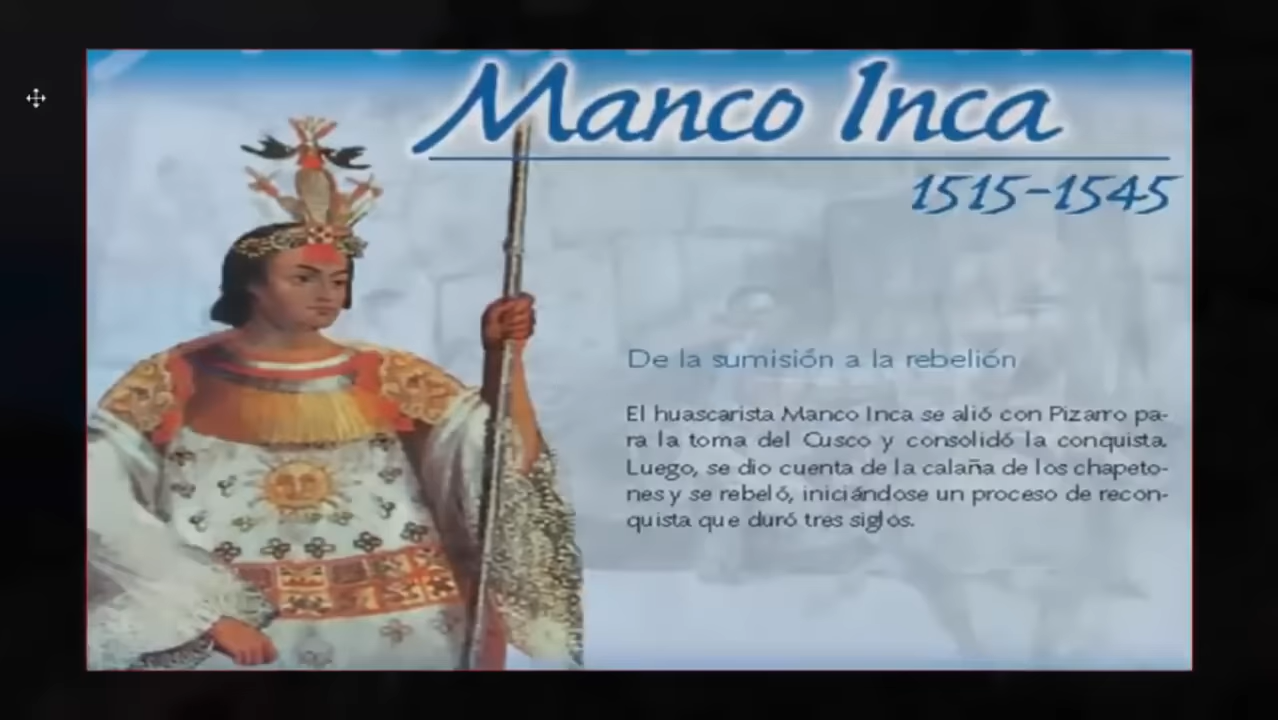 Manco Inca
1515-1545
De la sumisión a la rebelión
El huascarista Manco Inca se alió con Pizarro pa-
ra la toma del Cusco y consolidó la conquista.
Luego, se dio cuenta de la calaña de los chapeto-
nes y se rebeló, iniciándose un proceso de recon-
quista que duró tres siglos.